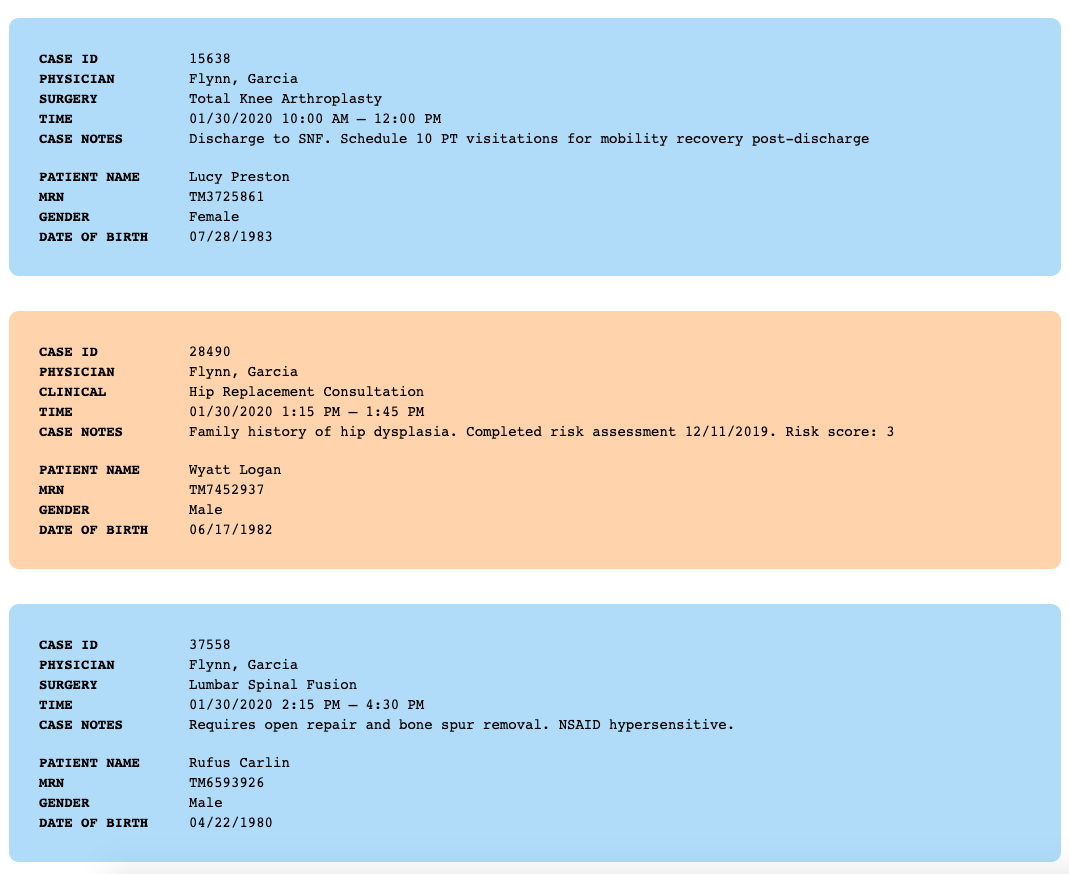 CASE ID 15638
PHYSICIAN Flynn, Garcia
SURGERY Total Knee Arthroplasty
TIME 01/30/2020 10:00 AM – 12:00 PM
CASE NOTES Discharge to SNF. Schedule 10 PT visitations for mobility recovery post-discharge
PATIENT NAME Lucy Preston
MRN TM3725861
GENDER Female
DATE OF BIRTH 07/28/1983
CASE ID 28490
PHYSICIAN Flynn, Garcia
CLINICAL Hip Replacement Consultation
TIME 01/30/2020 1:15 PM – 1:45 PM
CASE NOTES Family history of hip dysplasia. Completed risk assessment 12/11/2019. Risk score: 3
PATIENT NAME Wyatt Logan
MRN TM7452937
GENDER Male
DATE OF BIRTH 06/17/1982
CASE ID 37558
PHYSICIAN Flynn, Garcia
SURGERY Lumbar Spinal Fusion
TIME 01/30/2020 2:15 PM – 4:30 PM
CASE NOTES Requires open repair and bone spur removal. NSAID hypersensitive.
PATIENT NAME Rufus Carlin
MRN TM6593926
GENDER Male
DATE OF BIRTH 04/22/1980